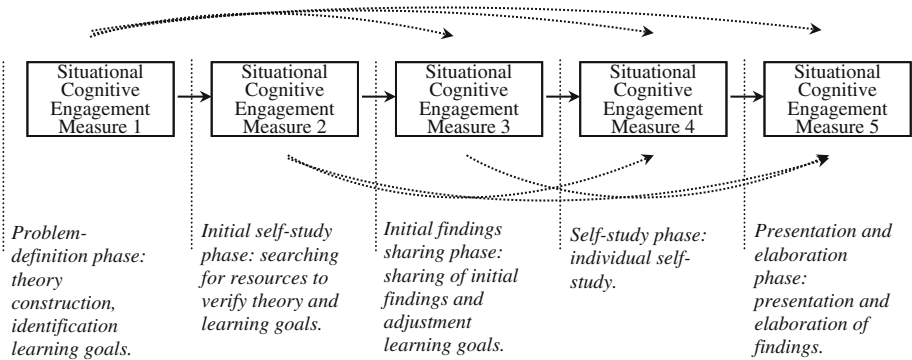 Situational
Cognitive
Engagement
Measure 1
Situational
Cognitive
Engagement
Measure 2
Situational
Cognitive
Engagement
Measure 3
Situational
Cognitive
Engagement
Measure 4
Situational
Cognitive
Engagement
Measure 5
Problem-
definition phase:
theory
construction,
identification
learning goals.
Initial self-study
phase: searching
for resources to
verify theory and
learning goals.
Initial findings
sharing phase:
sharing of initial
findings and
adjustment
learning goals.
Self-study phase:
individual self-
study.
Presentation and
elaboration
phase:
presentation and
elaboration of
findings.